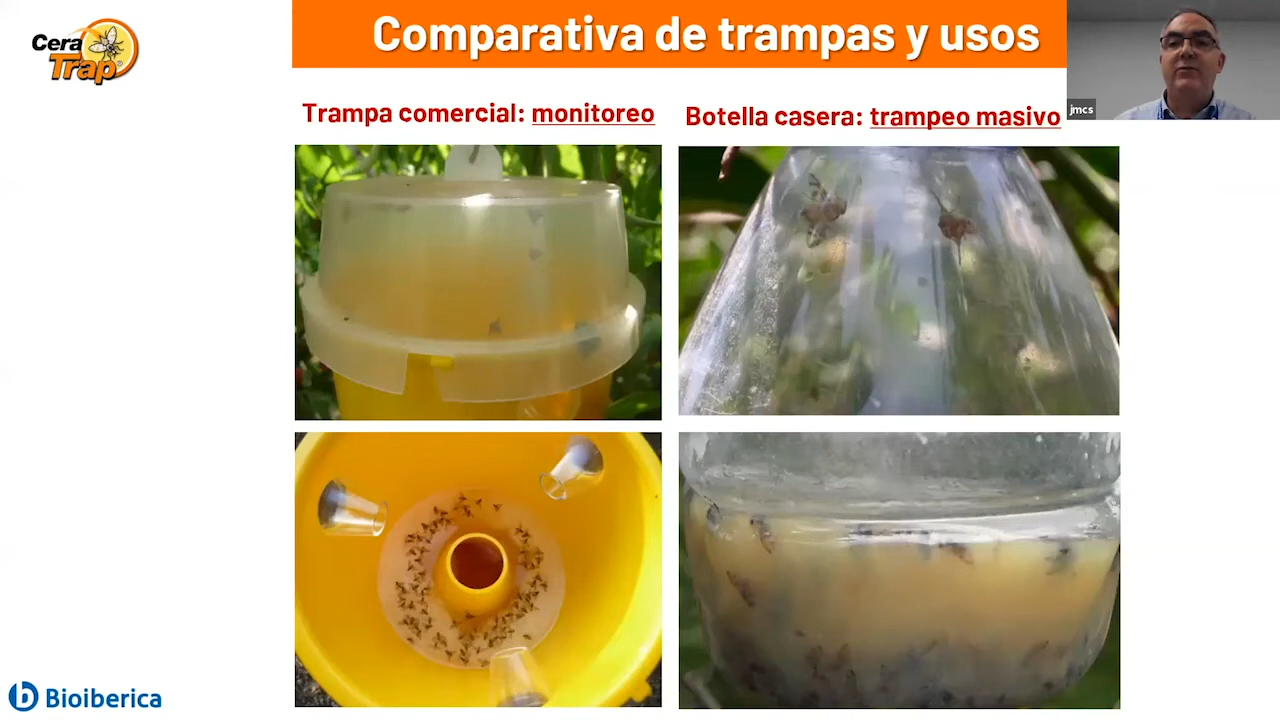 Cera
Trap®
Comparativa de trampas y usos
jmcs
Trampa comercial: monitoreo
Botella casera: trampeo masivo
Bioiberica